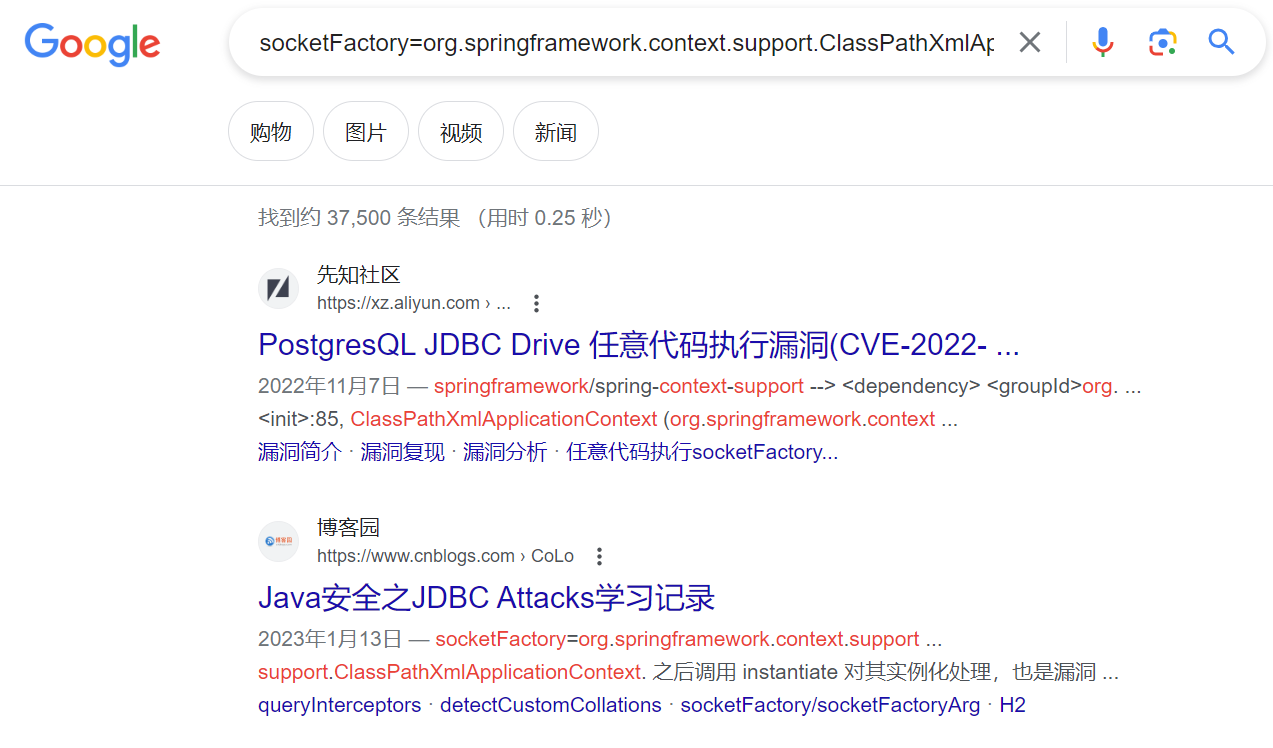 Google
socketFactory=org.springframework.context.support.ClassPathXmlAp
购物
图片
视频
新闻
找到约 37,500 条结果 （用时 0.25 秒）
先知社区
https://xz.aliyun.com › ...
PostgresQL JDBC Drive 任意代码执行漏洞(CVE-2022- ...
2022年11月7日 — springframework/spring-context-support --> <dependency> <groupId>org. ...
<init>:85, ClassPathXmlApplicationContext (org.springframework.context ...
漏洞简介 · 漏洞复现 · 漏洞分析 · 任意代码执行socketFactory...
博客园
https://www.cnblogs.com › CoLo
Java安全之JDBC Attacks学习记录
2023年1月13日 — socketFactory=org.springframework.context.support ...
support.ClassPathXmlApplicationContext. 之后调用 instantiate 对其实例化处理，也是漏洞 ...
queryInterceptors · detectCustomCollations · socketFactory/socketFactoryArg · H2